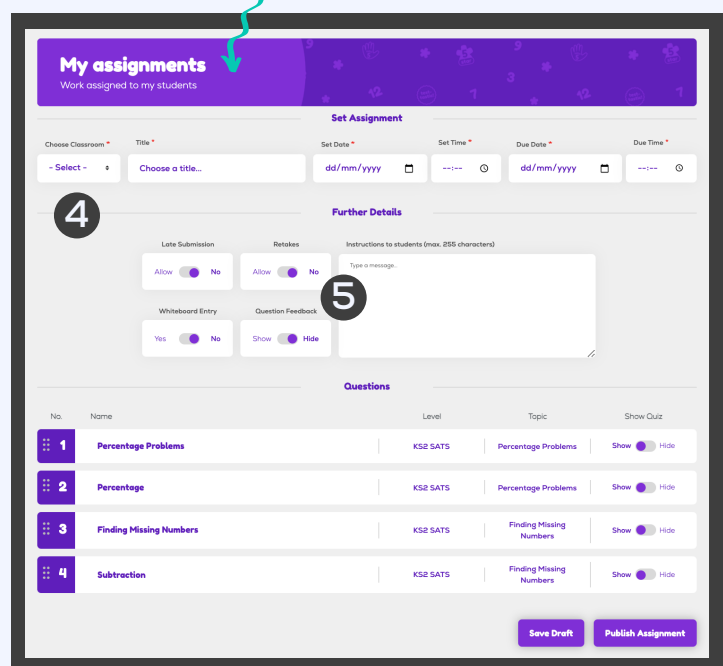 My assignments
Work assigned to my students
Set Assignment
Choose Classroom * Title * Set Date * Set Time * Due Date * Due Time *
- Select - Choose a title... dd/mm/yyyy --:-- dd/mm/yyyy --:--
4
Further Details
Late Submission Retakes Instructions to students (max. 255 characters)
Allow No Allow No Type a message..
5
Whiteboard Entry Question Feedback
Yes No Show Hide
Questions
No. Name Level Topic Show Quiz
1 Percentage Problems KS2 SATS Percentage Problems Show Hide
2 Percentage KS2 SATS Percentage Problems Show Hide
3 Finding Missing Numbers KS2 SATS Finding Missing Numbers Show Hide
4 Subtraction KS2 SATS Finding Missing Numbers Show Hide
Save Draft Publish Assignment